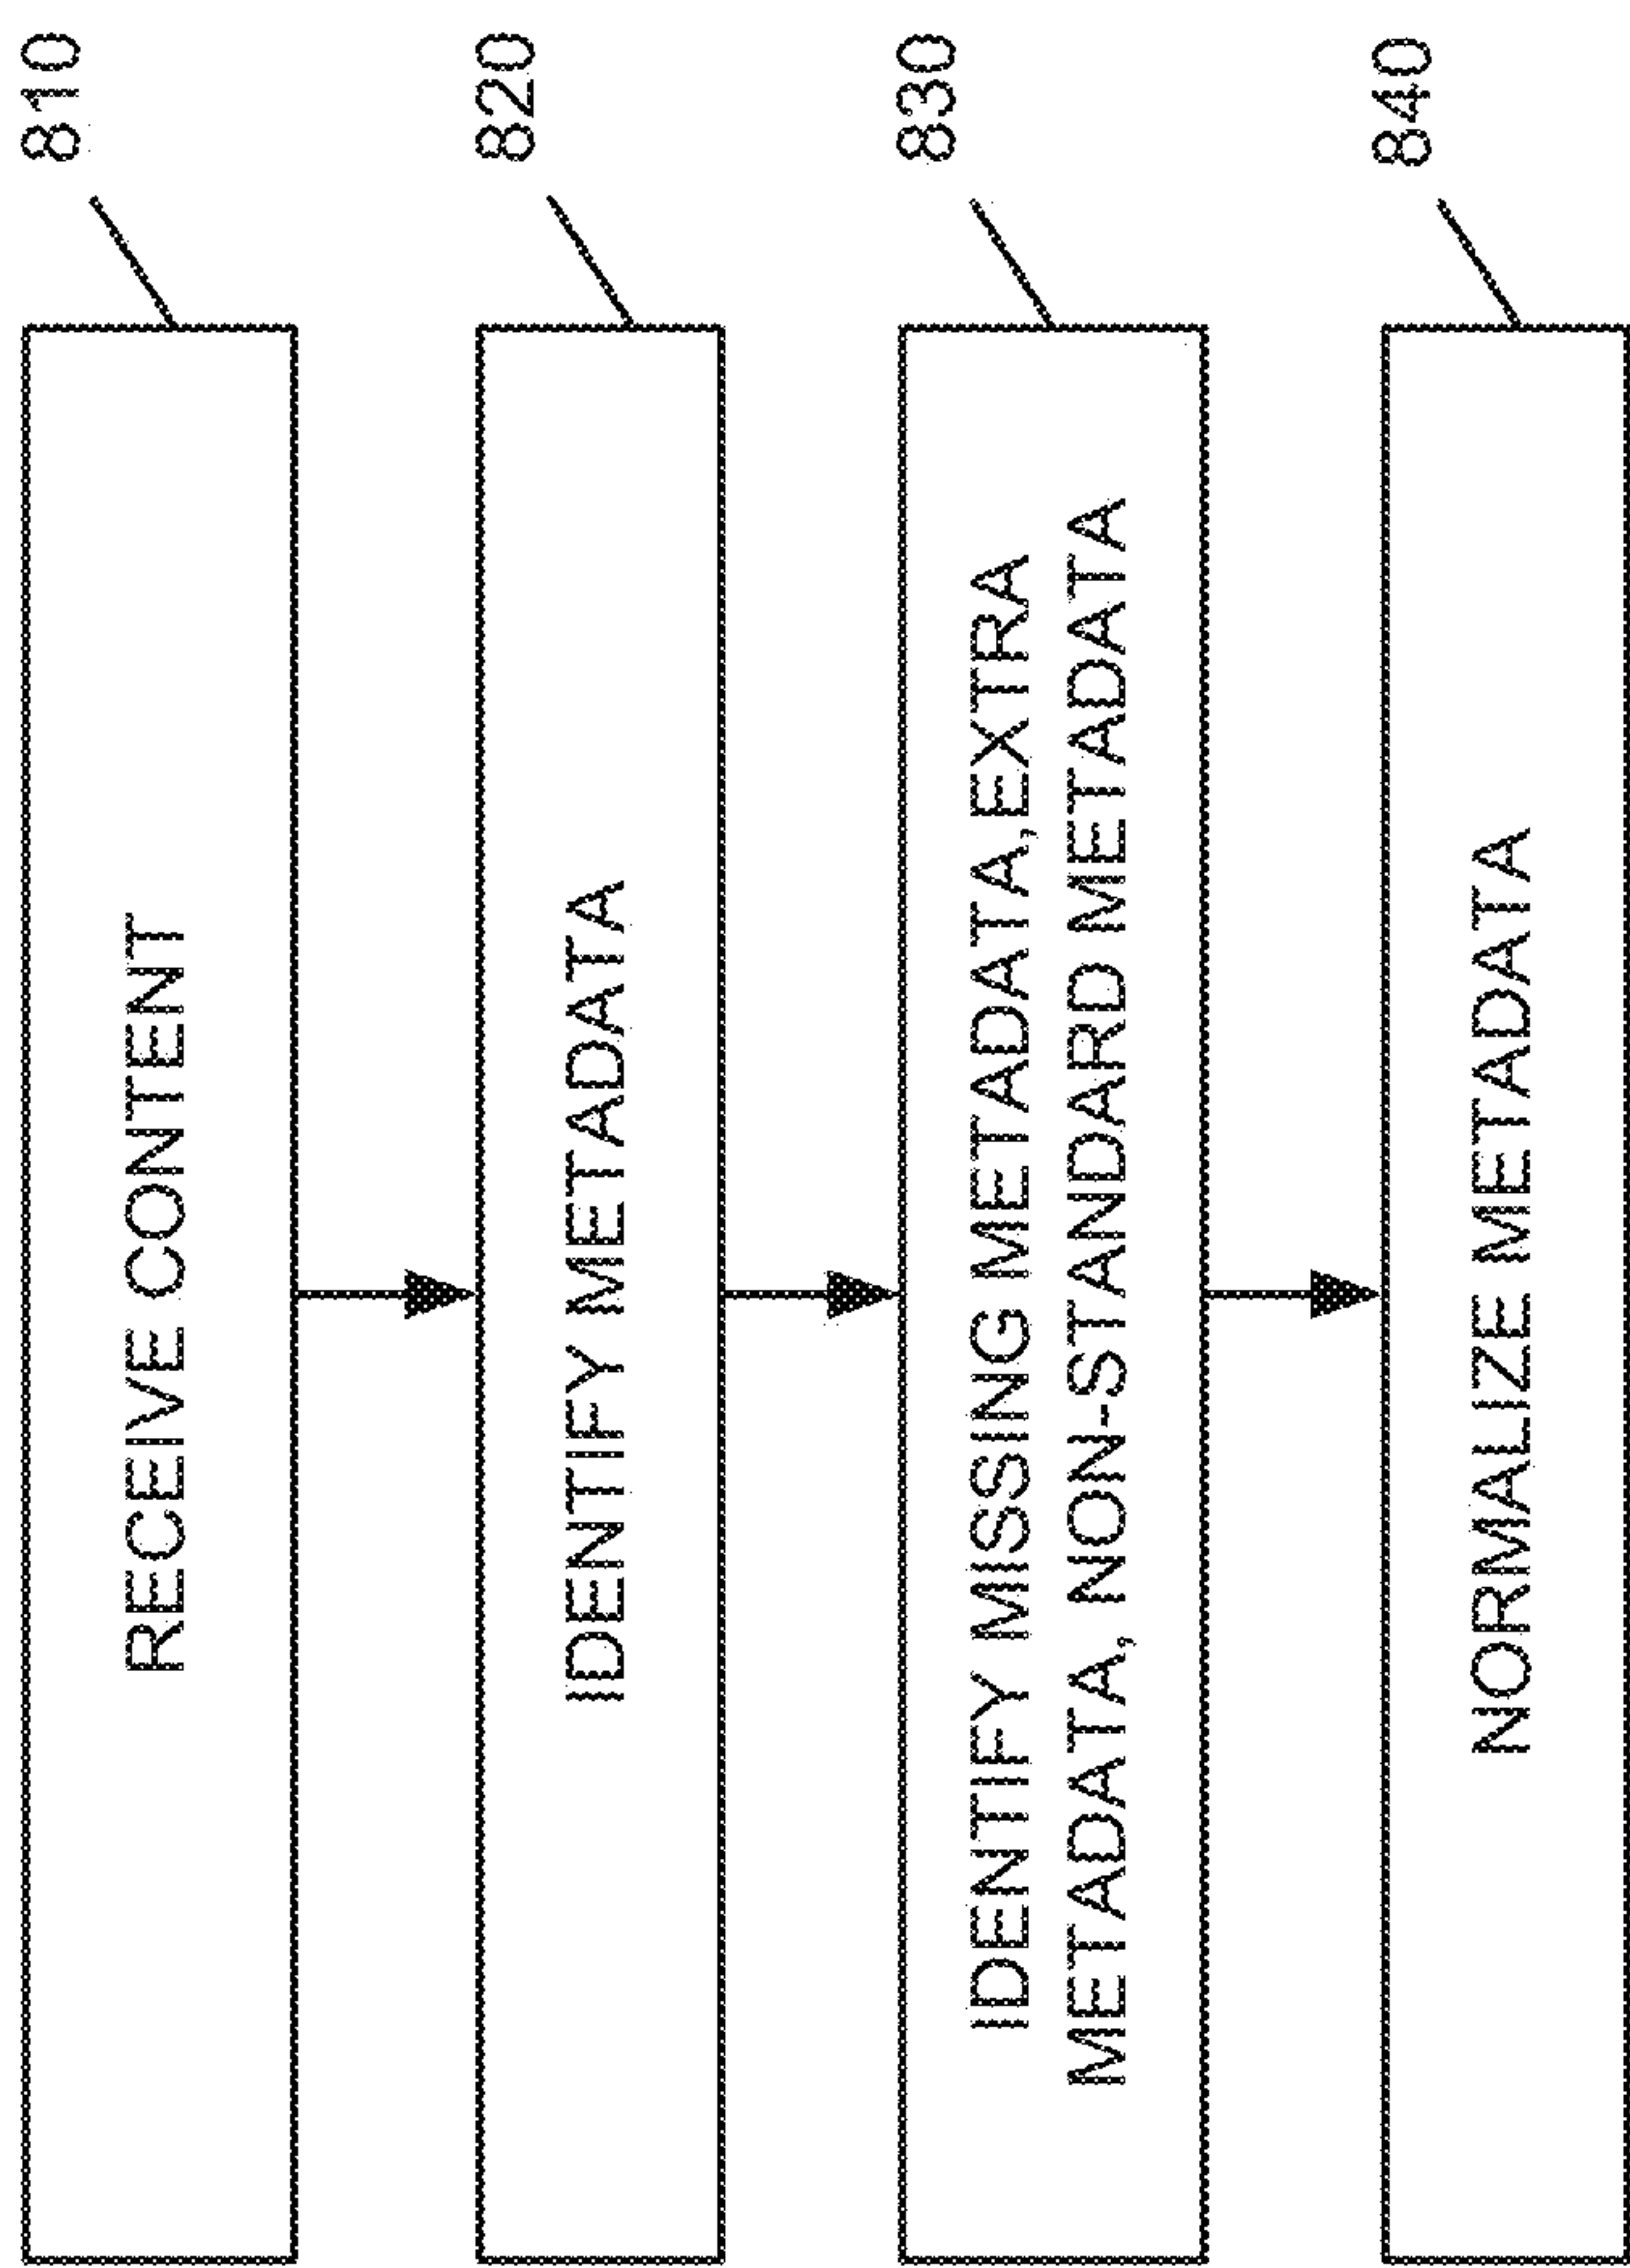 RECEIVE CONTENT
810
IDENTIFY METADATA
820
IDENTIFY MISSING METADATA,EXTRA
METADATA, NON-STANDARD METADATA
830
NORMALIZE METADATA
840